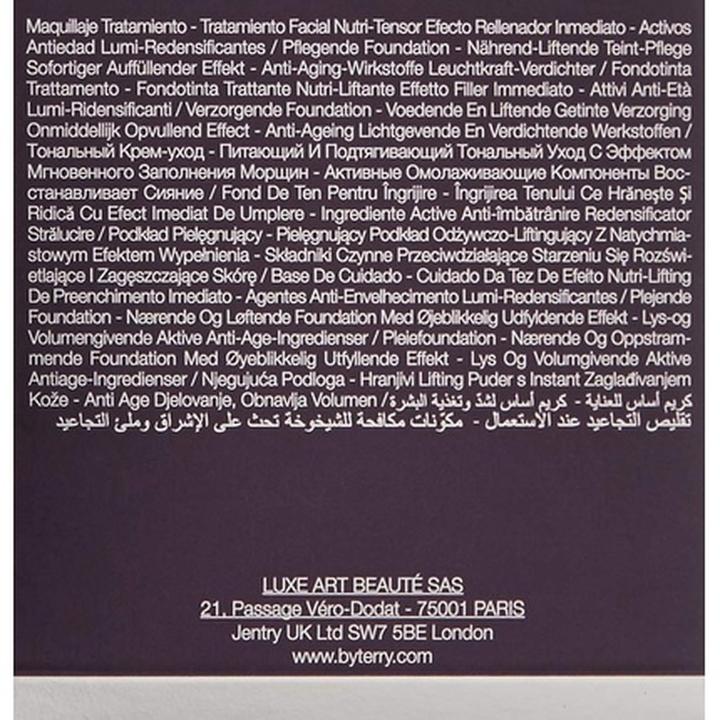 Maquillaje Tratamiento - Tratamiento Facial Nutri-Tensor Efecto Rellenador Inmediato - Activos
Antiedad Lumi-Redensificantes / Pflegende Foundation - Nährend-Liftende Teint-Pflege
Sofortiger Auffüllender Effekt - Anti-Aging-Wirkstoffe Leuchtkraft-Verdichter / Fondotinta
Trattamento - Fondotinta Trattante Nutri-Liftante Effetto Filler Immediato - Attivi Anti-Età
Lumi-Ridensificanti / Verzorgende Foundation - Voedende En Liftende Getinte Verzorging
Onmiddellijk Opvullend Effect - Anti-Ageing Lichtgevende En Verdichtende Werkstoffen /
Тональный Крем-уход - Питающий И Подтягивающий Тональный Уход С Эффектом
Мгновенного Заполнения Морщин - Активные Омолаживающие Компоненты Вос-
станавливает Сияние / Fond De Ten Pentru Îngrijire - Îngrijirea Tenului Ce Hrăneşte Şi
Ridică Cu Efect Imediat De Umplere - Ingrediente Active Anti-îmbătrânire Redensificator
Strălucire / Podkład Pielęgnujący - Pielęgnujący Podkład Odżywczo-Liftingujący Z Natychmia-
stowym Efektem Wypełnienia - Składniki Czynne Przeciwdziałające Starzeniu Się Rozświ-
etlające I Zagęszczające Skórę / Base De Cuidado - Cuidado Da Tez De Efeito Nutri-Lifting
De Preenchimento Imediato - Agentes Anti-Envelhecimento Lumi-Redensificantes / Plejende
Foundation - Nærende Og Løftende Foundation Med Øjeblikkelig Udfyldende Effekt - Lys-og
Volumengivende Aktive Anti-Age-Ingredienser / Pleiefoundation - Nærende Og Oppstram-
mende Foundation Med Øyeblikkelig Utfyllende Effekt - Lys Og Volumgivende Aktive
Antiage-Ingredienser / Njegujuća Podloga - Hranjivi Lifting Puder s Instant Zaglađivanjem
Kože - Anti Age Djelovanje, Obnavlja Volumen / كريم أساس للعناية - كريم أساس لشدّ وتغذية البشرة
تقليص التجاعيد عند الاستعمال - مكوّنات مكافحة للشيخوخة تحث على الإشراق وملئ التجاعيد
LUXE ART BEAUTÉ SAS
21, Passage Véro-Dodat - 75001 PARIS
Jentry UK Ltd SW7 5BE London
www.byterry.com